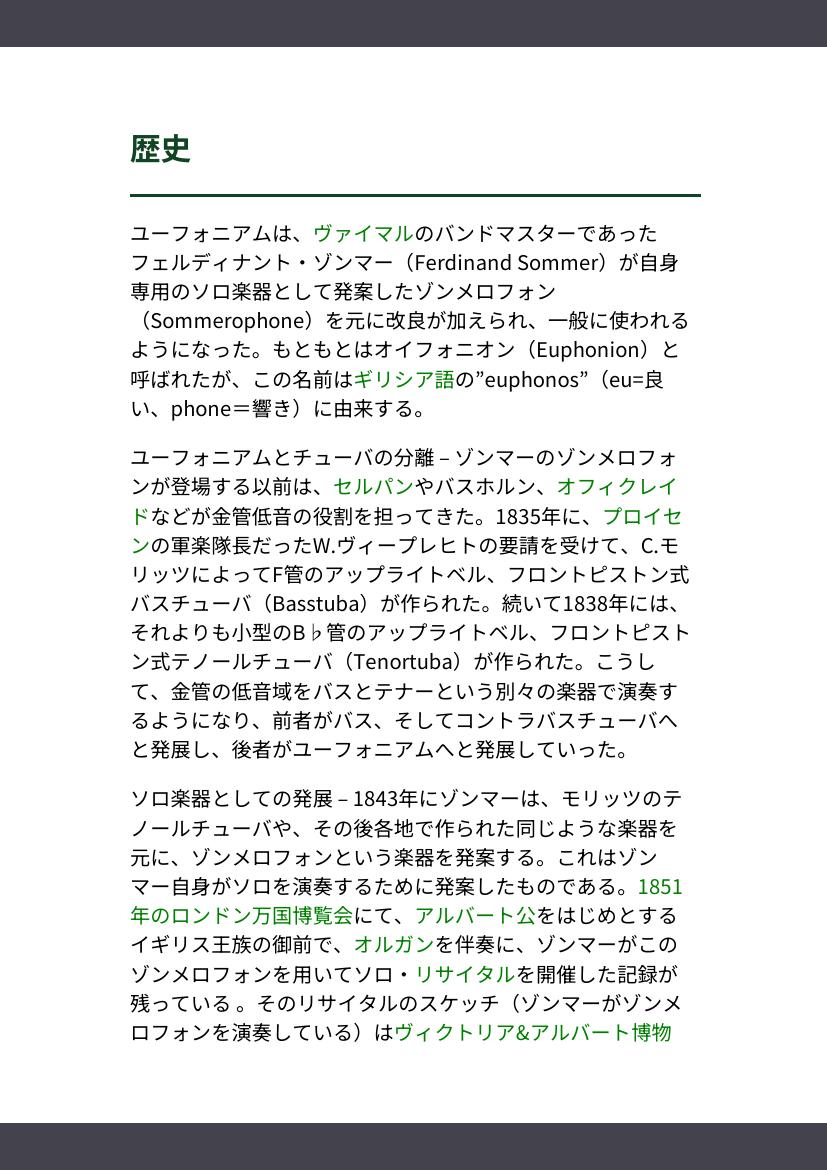 歴史
ユーフォニアムは、ヴァイマルのバンドマスターであった
フェルディナント・ゾンマー（Ferdinand Sommer）が自身
専用のソロ楽器として発案したゾンメロフォン
（Sommerophone）を元に改良が加えられ、一般に使われる
ようになった。もともとはオイフォニオン（Euphonion）と
呼ばれたが、この名前はギリシア語の”euphonos”（eu=良
い、phone＝響き）に由来する。
ユーフォニアムとチューバの分離 – ゾンマーのゾンメロフォ
ンが登場する以前は、セルパンやバスホルン、オフィクレイ
ドなどが金管低音の役割を担ってきた。1835年に、プロイセ
ンの軍楽隊長だったW.ヴィープレヒトの要請を受けて、C.モ
リッツによってF管のアップライトベル、フロントピストン式
バスチューバ（Basstuba）が作られた。続いて1838年には、
それよりも小型のB♭管のアップライトベル、フロントピスト
ン式テノールチューバ（Tenortuba）が作られた。こうし
て、金管の低音域をバスとテナーという別々の楽器で演奏す
るようになり、前者がバス、そしてコントラバスチューバへ
と発展し、後者がユーフォニアムへと発展していった。
ソロ楽器としての発展 – 1843年にゾンマーは、モリッツのテ
ノールチューバや、その後各地で作られた同じような楽器を
元に、ゾンメロフォンという楽器を発案する。これはゾン
マー自身がソロを演奏するために発案したものである。1851
年のロンドン万国博覧会にて、アルバート公をはじめとする
イギリス王族の御前で、オルガンを伴奏に、ゾンマーがこの
ゾンメロフォンを用いてソロ・リサイタルを開催した記録が
残っている 。そのリサイタルのスケッチ（ゾンマーがゾンメ
ロフォンを演奏している）はヴィクトリア&アルバート博物